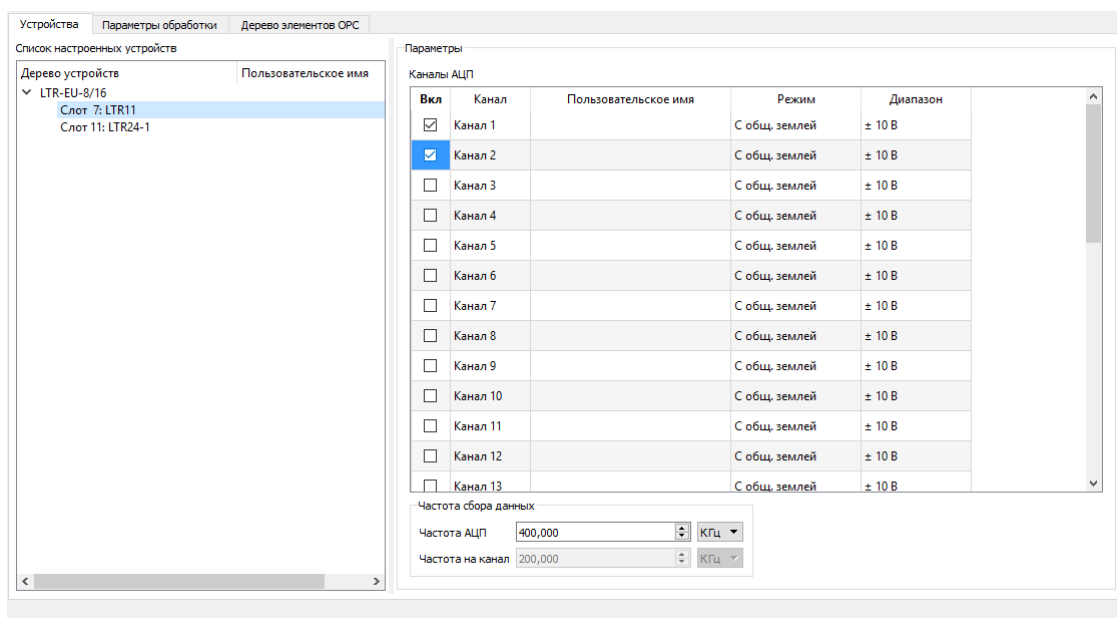 Устройства Параметры обработки Дерево элементов ОРС
Список настроенных устройств
Дерево устройств Пользовательское имя
LTR-EU-8/16
Слот 7: LTR11
Слот 11: LTR24-1
Параметры
Каналы АЦП
Вкл Канал Пользовательское имя Режим Диапазон
Канал 1 С общ. землей ± 10 В
Канал 2 С общ. землей ± 10 В
Канал 3 С общ. землей ± 10 В
Канал 4 С общ. землей ± 10 В
Канал 5 С общ. землей ± 10 В
Канал 6 С общ. землей ± 10 В
Канал 7 С общ. землей ± 10 В
Канал 8 С общ. землей ± 10 В
Канал 9 С общ. землей ± 10 В
Канал 10 С общ. землей ± 10 В
Канал 11 С общ. землей ± 10 В
Канал 12 С общ. землей ± 10 В
Канал 13 С общ. землей ± 10 В
Частота сбора данных
Частота АЦП 400,000 КГц
Частота на канал 200,000 КГц